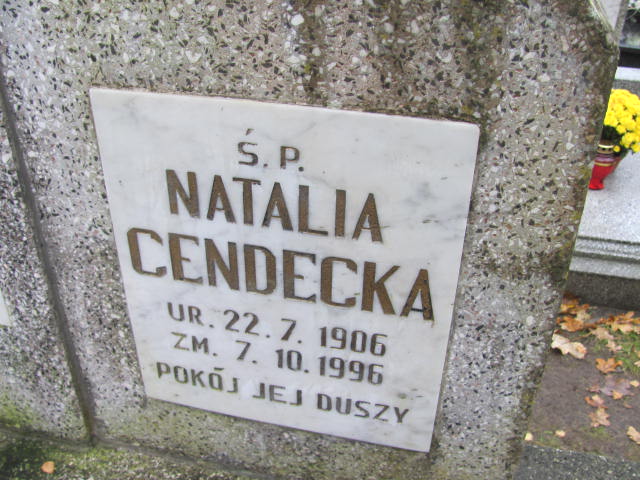 Ś. P.
NATALIA
CENDECKA
UR. 22. 7. 1906
ZM. 7. 10. 1996
POKÓJ JEJ DUSZY